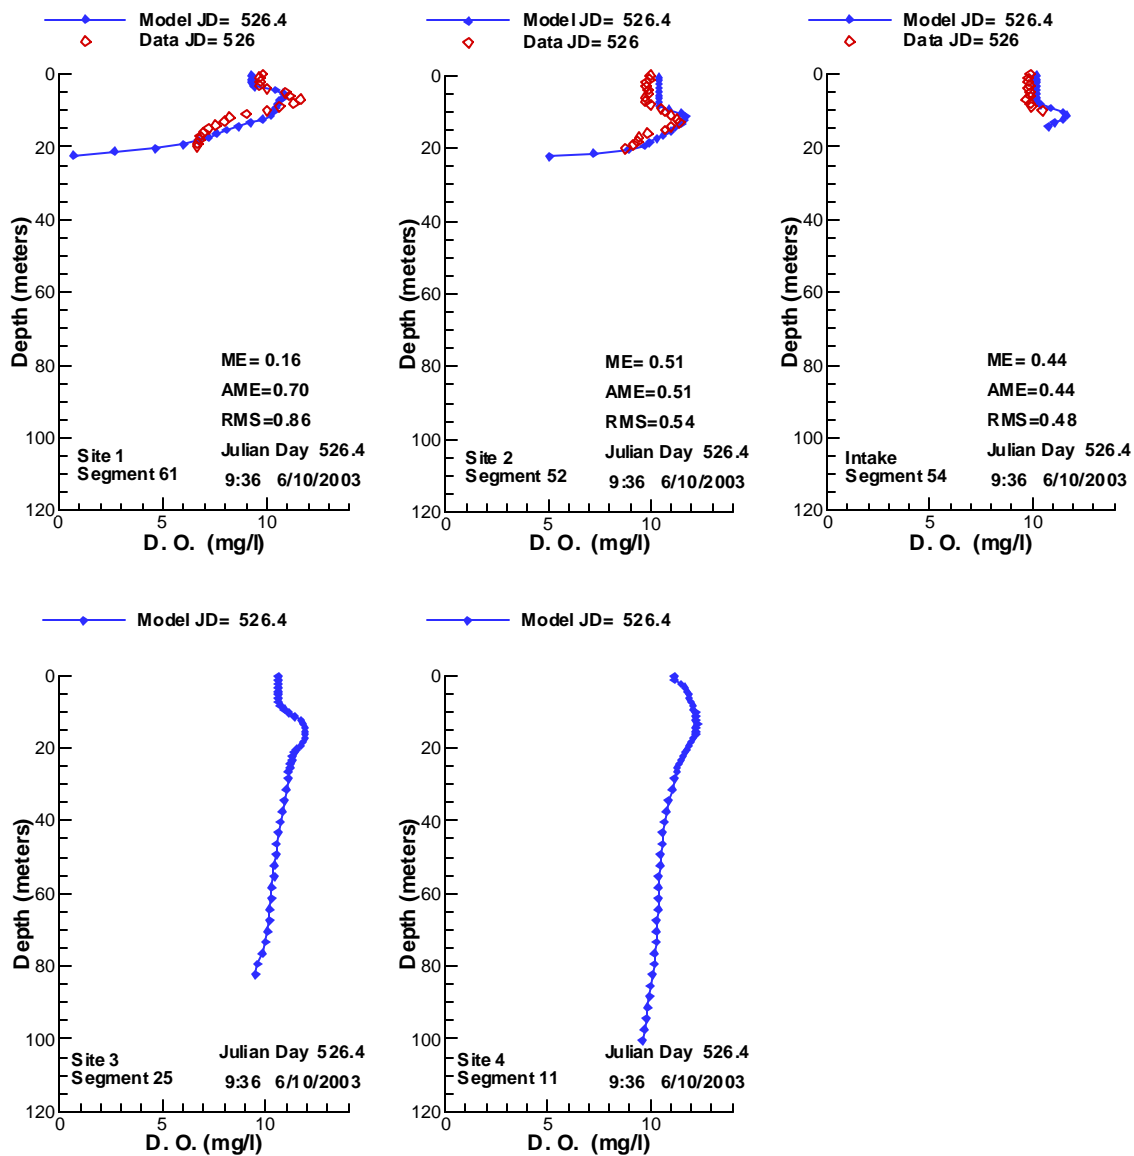 Model JD= 526.4
Data JD= 526
0
20
40
60
80
100
120
Depth (meters)
ME= 0.16
AME=0.70
RMS=0.86
Site 1
Segment 61
Julian Day 526.4
9:36 6/10/2003
0 5 10
D. O. (mg/l)
Model JD= 526.4
Data JD= 526
0
20
40
60
80
100
120
Depth (meters)
ME= 0.51
AME=0.51
RMS=0.54
Site 2
Segment 52
Julian Day 526.4
9:36 6/10/2003
0 5 10
D. O. (mg/l)
Model JD= 526.4
Data JD= 526
0
20
40
60
80
100
120
Depth (meters)
ME= 0.44
AME=0.44
RMS=0.48
Intake
Segment 54
Julian Day 526.4
9:36 6/10/2003
0 5 10
D. O. (mg/l)
Model JD= 526.4
0
20
40
60
80
100
120
Depth (meters)
Site 3
Segment 25
Julian Day 526.4
9:36 6/10/2003
0 5 10
D. O. (mg/l)
Model JD= 526.4
0
20
40
60
80
100
120
Depth (meters)
Site 4
Segment 11
Julian Day 526.4
9:36 6/10/2003
0 5 10
D. O. (mg/l)